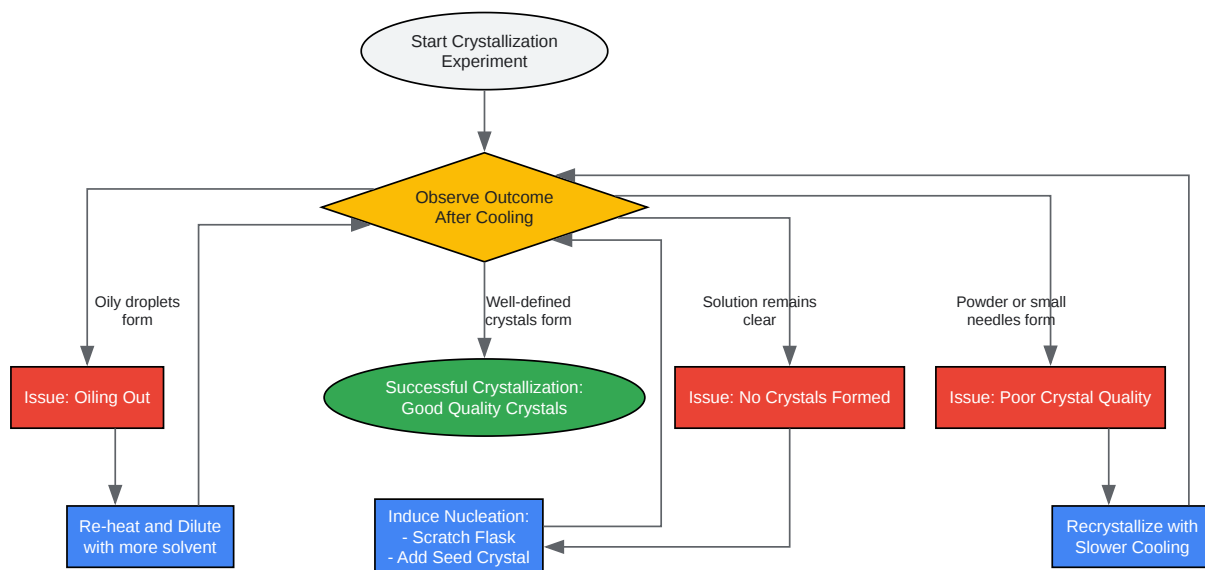 Start Crystallization
Experiment
Observe Outcome
After Cooling
Oily droplets
form
Well-defined
crystals form
Solution remains
clear
Powder or small
needles form
Issue: Oiling Out
Successful Crystallization:
Good Quality Crystals
Issue: No Crystals Formed
Issue: Poor Crystal Quality
Re-heat and Dilute
with more solvent
Induce Nucleation:
- Scratch Flask
- Add Seed Crystal
Recrystallize with
Slower Cooling